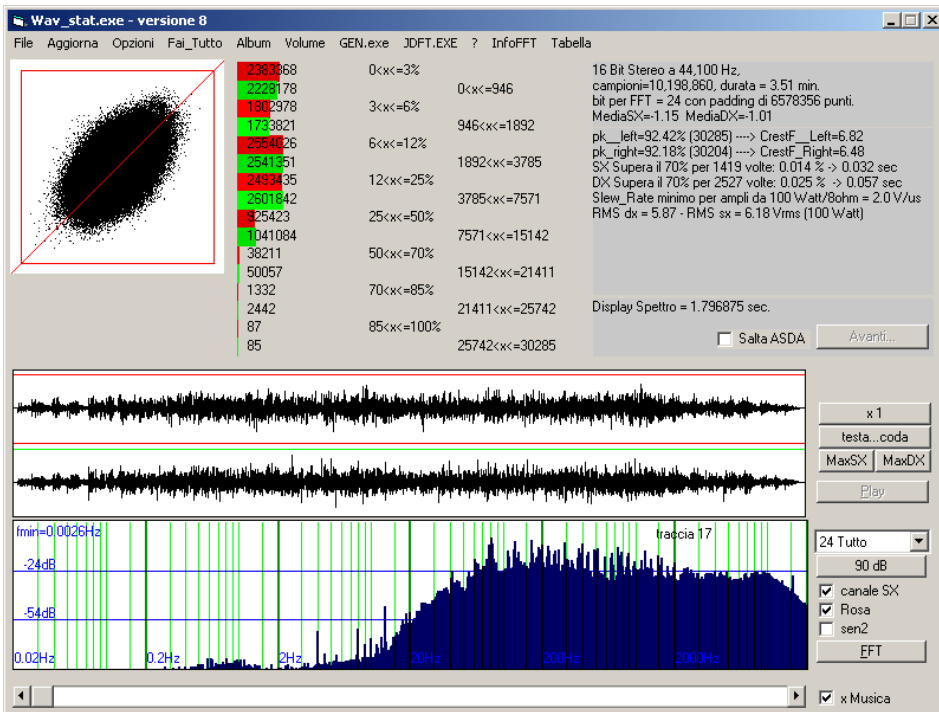 Wav_stat.exe - versione 8
File Aggiorna Opzioni Fai_Tutto Album Volume GEN.exe JDFT.EXE ? InfoFFT Tabella
2383368 0<x<=3%
2228178 0<x<=946
1802978 3<x<=6%
1733821 946<x<=1892
2554026 6<x<=12%
2541351 1892<x<=3785
2493435 12<x<=25%
2601842 3785<x<=7571
925423 25<x<=50%
1041084 7571<x<=15142
38211 50<x<=70%
50057 15142<x<=21411
1332 70<x<=85%
2442 21411<x<=25742
87 85<x<=100%
85 25742<x<=30285
16 Bit Stereo a 44,100 Hz,
campioni=10,198,860, durata = 3.51 min.
bit per FFT = 24 con padding di 6578356 punti.
MediaSX=-1.15 MediaDX=-1.01
pk__left=92.42% (30285) ----> CrestF__Left=6.82
pk_right=92.18% (30204) ----> CrestF_Right=6.48
SX Supera il 70% per 1419 volte: 0.014 % -> 0.032 sec
DX Supera il 70% per 2527 volte: 0.025 % -> 0.057 sec
Slew_Rate minimo per ampli da 100 Watt/8ohm = 2.0 V/us
RMS dx = 5.87 - RMS sx = 6.18 Vrms (100 Watt)
Display Spettro = 1.796875 sec.
Salta ASDA Avanti...
x 1
testa...coda
MaxSX MaxDX
Play
fmin=0.0026Hz traccia 17
-24dB
-54dB
0.02Hz 0.2Hz 2Hz 20Hz 200Hz 2000Hz
24 Tutto
90 dB
canale SX
Rosa
sen2
FFT
x Musica